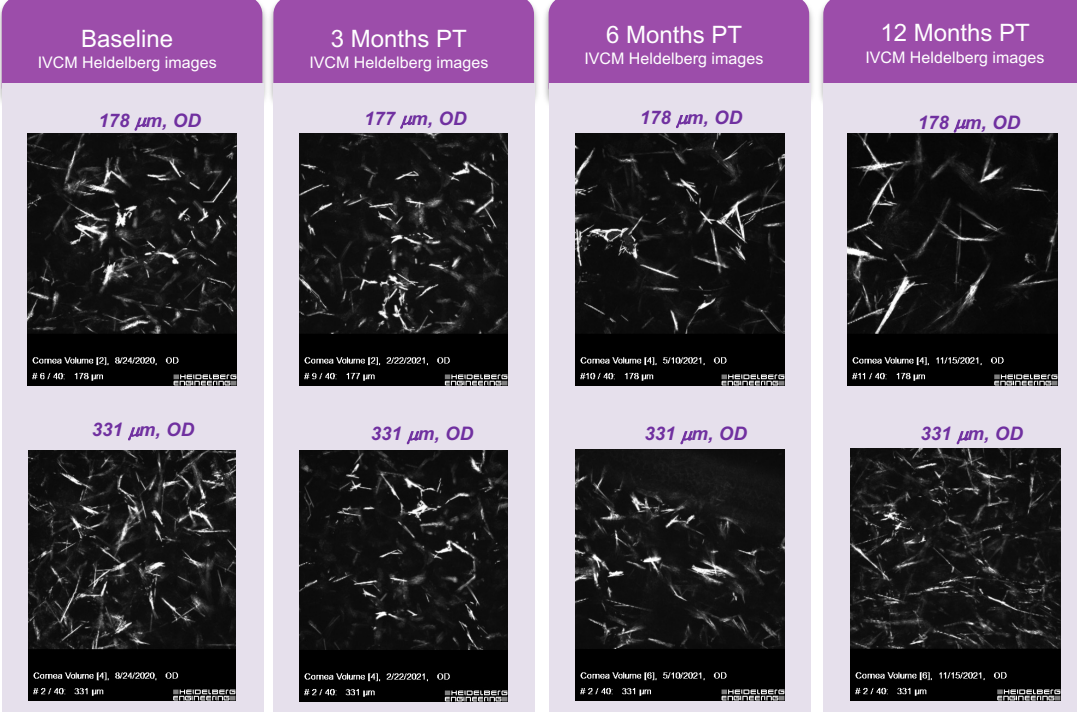 Baseline
IVCM Heidelberg images
3 Months PT
IVCM Heidelberg images
6 Months PT
IVCM Heidelberg images
12 Months PT
IVCM Heidelberg images
178 µm, OD
177 µm, OD
178 µm, OD
178 µm, OD
Cornea Volume [2], 8/24/2020, OD
# 6 / 40: 178 µm
HEIDELBERG
ENGINEERING
Cornea Volume [2], 2/22/2021, OD
# 9 / 40: 177 µm
HEIDELBERG
ENGINEERING
Cornea Volume [4], 5/10/2021, OD
#10 / 40: 178 µm
HEIDELBERG
ENGINEERING
Cornea Volume [4], 11/15/2021, OD
#11 / 40: 178 µm
HEIDELBERG
ENGINEERING
331 µm, OD
331 µm, OD
331 µm, OD
331 µm, OD
Cornea Volume [4], 8/24/2020, OD
# 2 / 40: 331 µm
HEIDELBERG
ENGINEERING
Cornea Volume [4], 2/22/2021, OD
# 2 / 40: 331 µm
HEIDELBERG
ENGINEERING
Cornea Volume [6], 5/10/2021, OD
# 2 / 40: 331 µm
HEIDELBERG
ENGINEERING
Cornea Volume [6], 11/15/2021, OD
# 2 / 40: 331 µm
HEIDELBERG
ENGINEERING